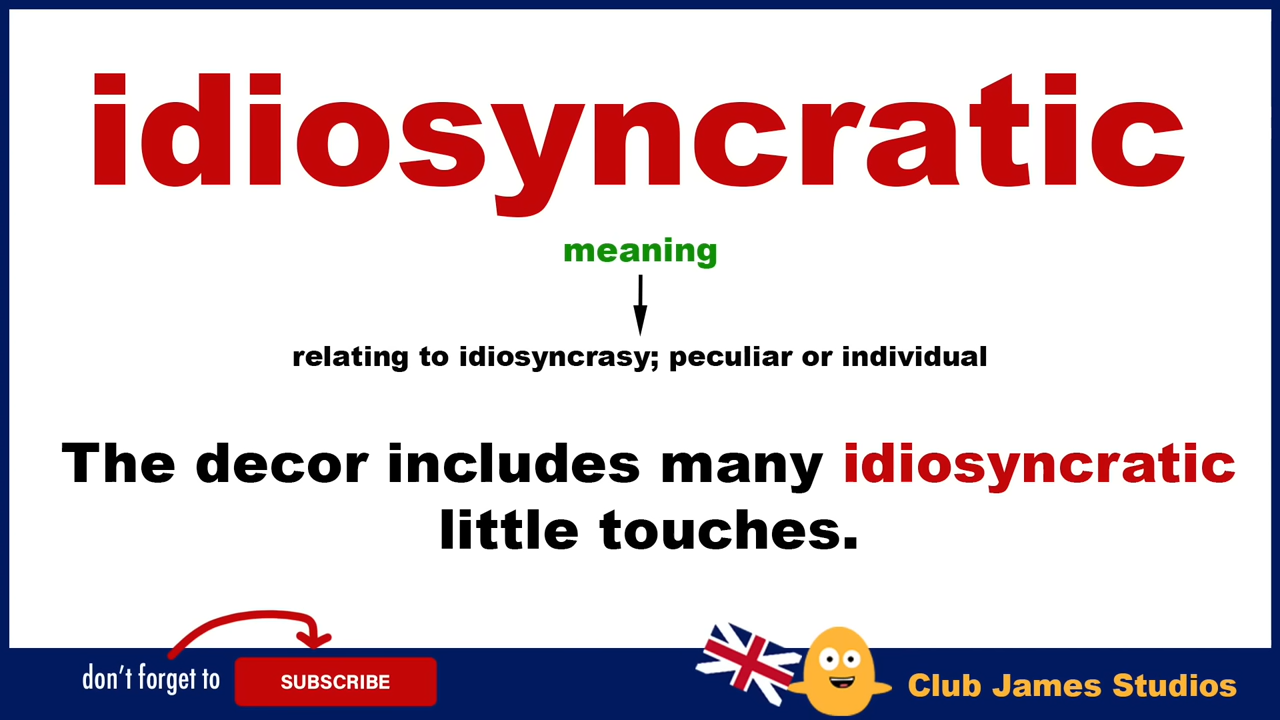 idiosyncratic
meaning
relating to idiosyncrasy; peculiar or individual
The decor includes many idiosyncratic
little touches.
don't forget to SUBSCRIBE
Club James Studios